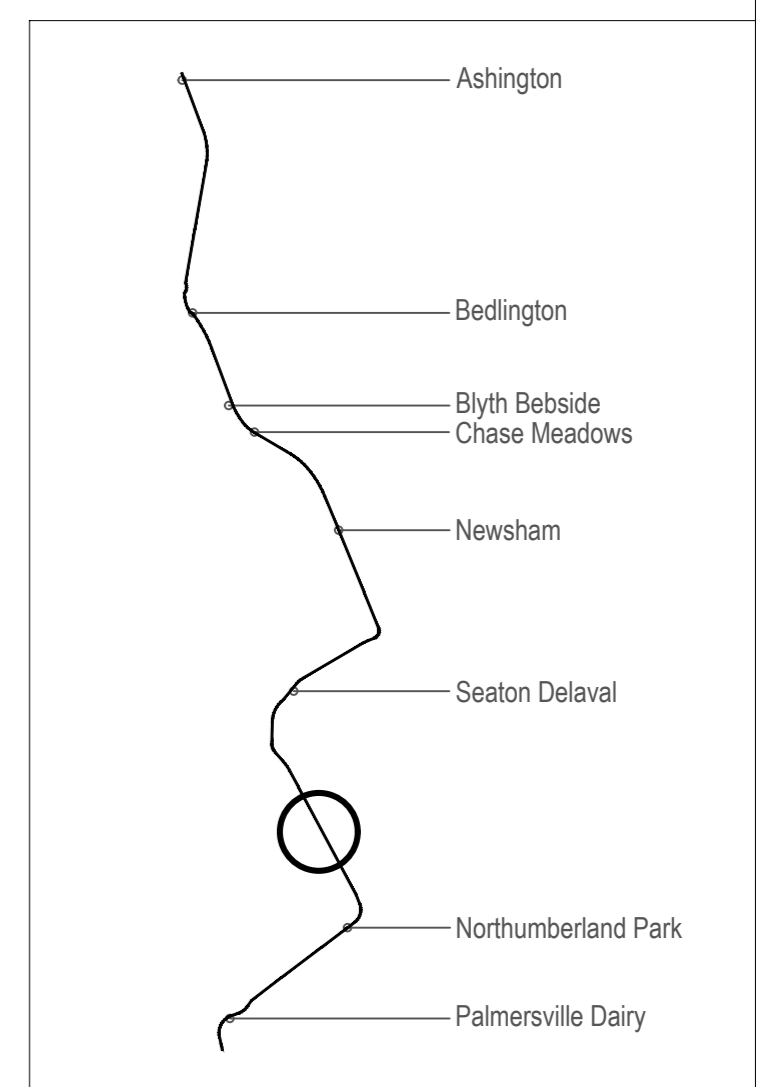 Ashington
Bedlington
Blyth Bebside
Chase Meadows
Newsham
Seaton Delaval
Northumberland Park
Palmersville Dairy